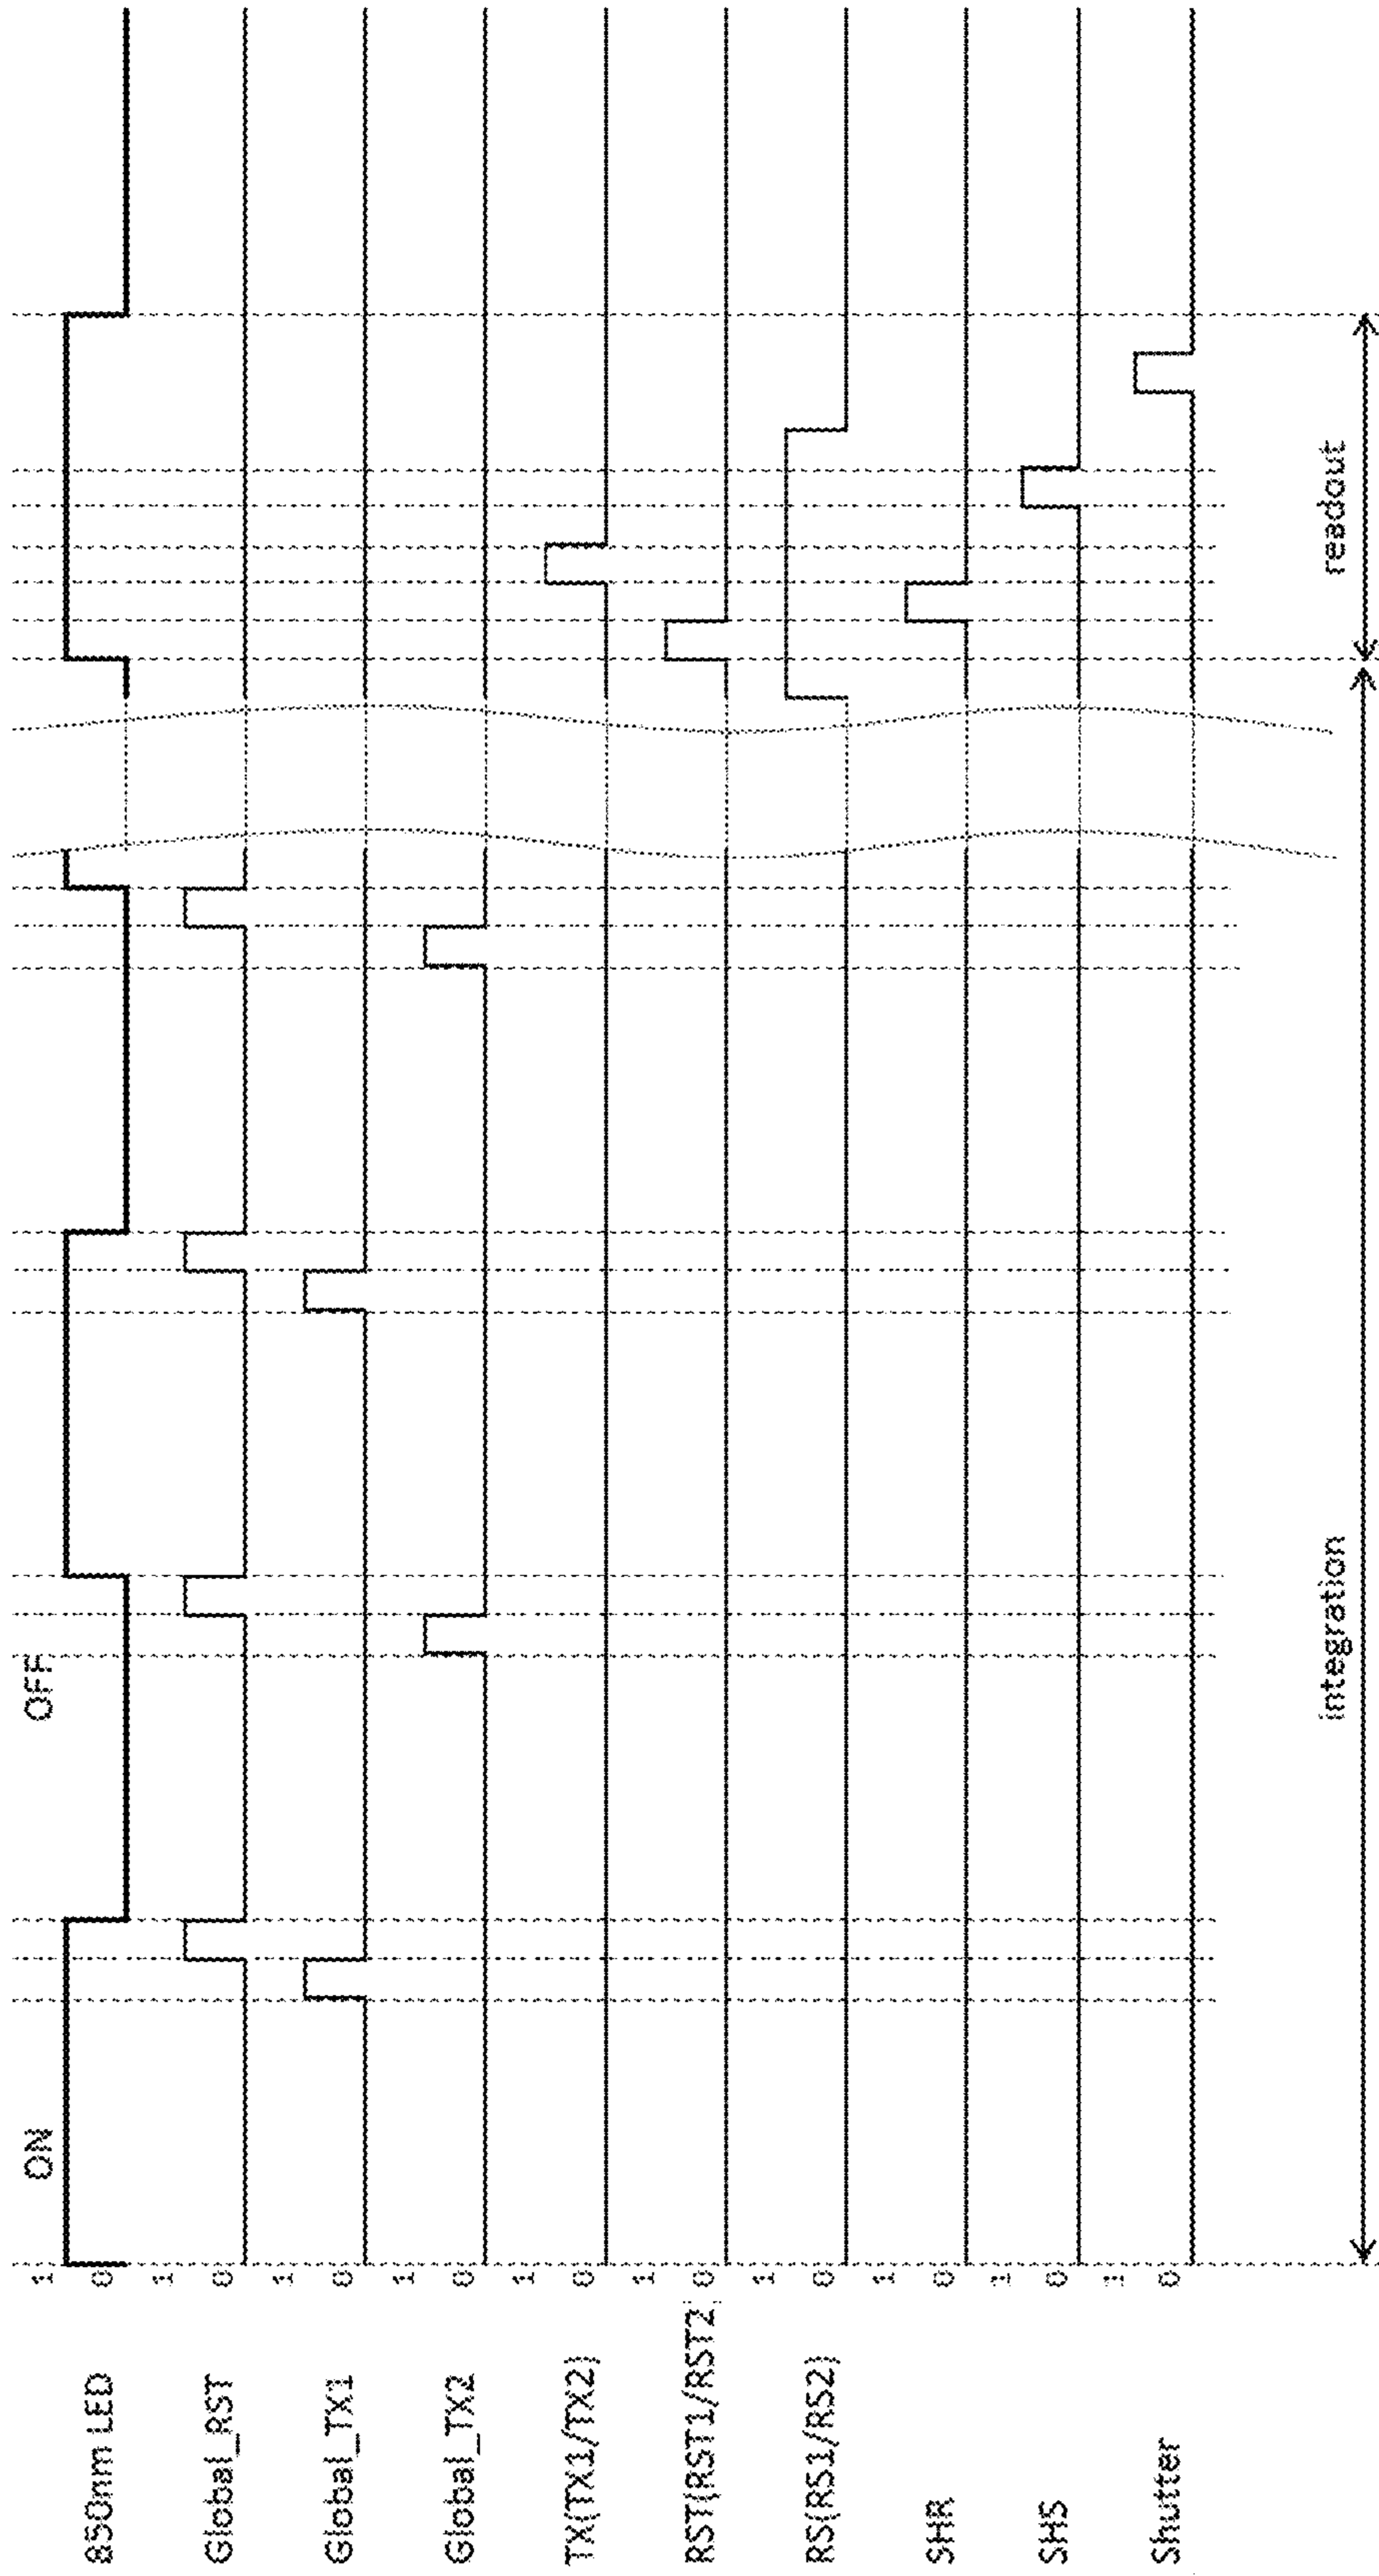 ON
OFF
850nm LED
1
0
Global_RST
1
0
Global_TX1
1
0
Global_TX2
1
0
TX(TX1/TX2)
1
0
RST(RST1/RST2)
1
0
RS(RS1/RS2)
1
0
SHR
1
0
SHS
1
0
Shutter
1
0
integration
readout